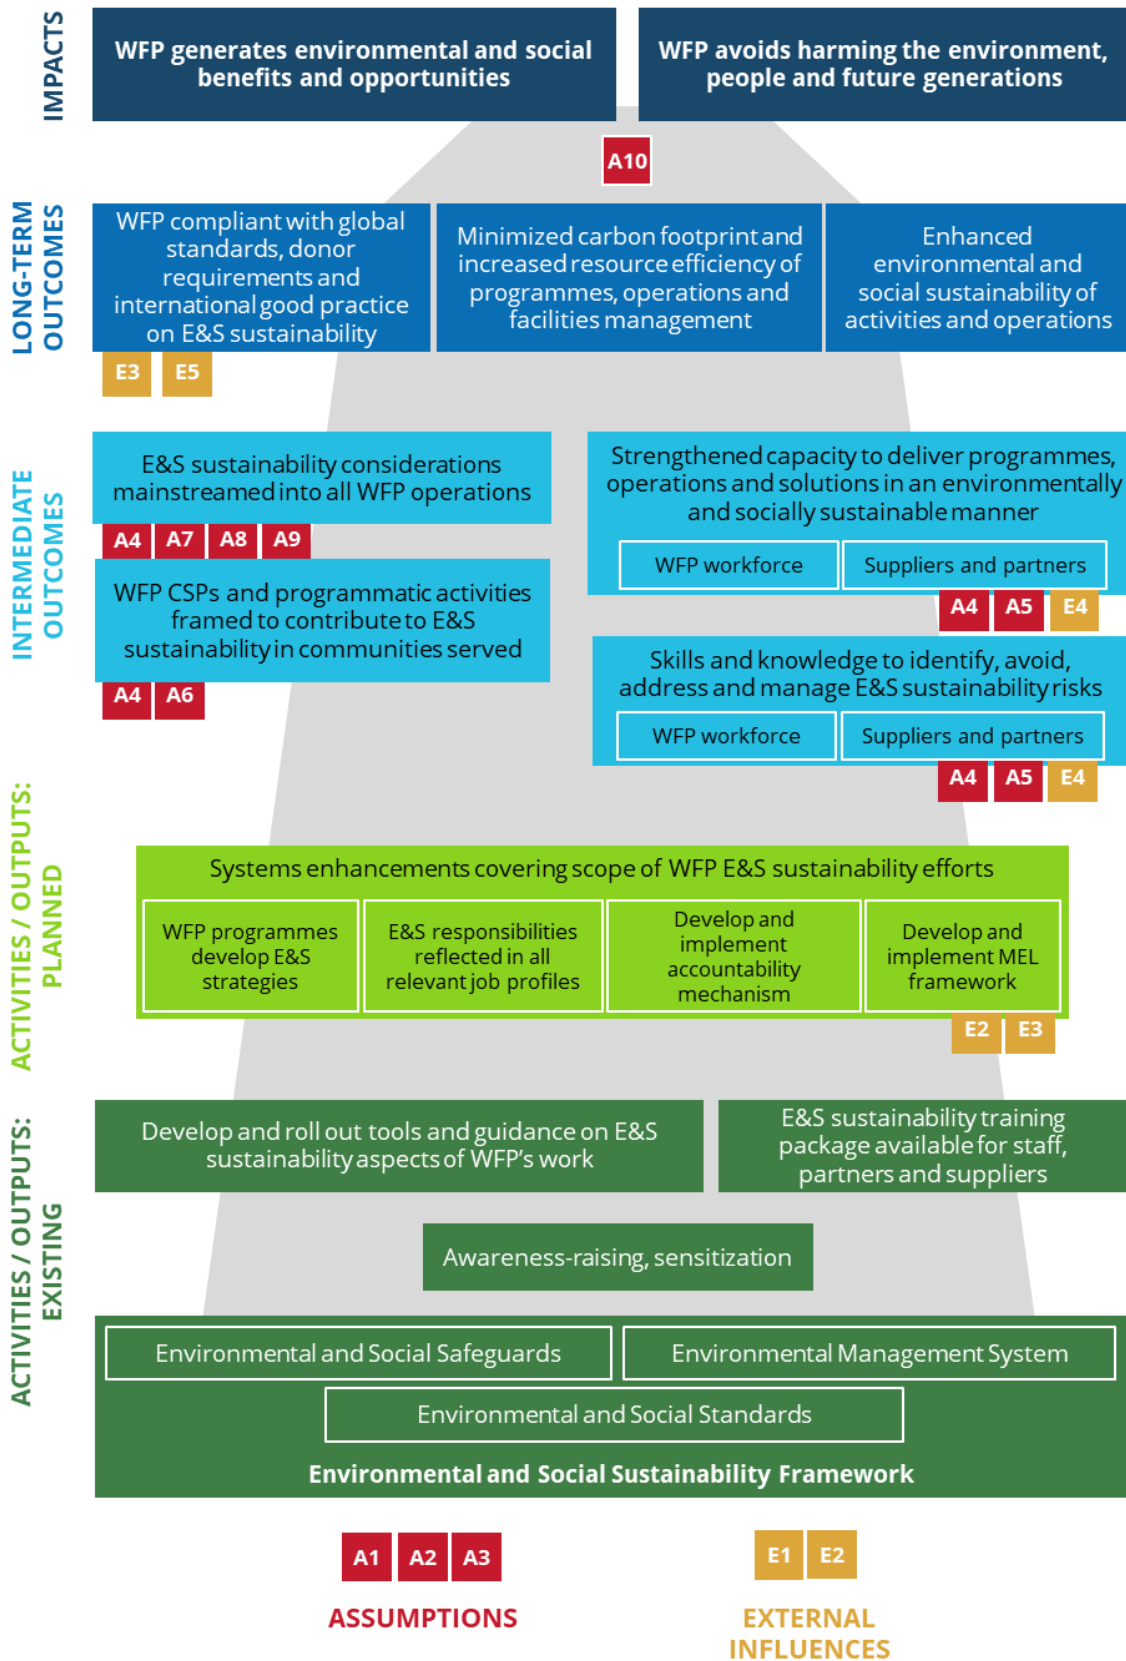 IMPACTS
WFP generates environmental and social
benefits and opportunities
WFP avoids harming the environment,
people and future generations
A10
LONG-TERM
OUTCOMES
WFP compliant with global
standards, donor
requirements and
international good practice
on E&S sustainability
Minimized carbon footprint and
increased resource efficiency of
programmes, operations and
facilities management
Enhanced
environmental and
social sustainability of
activities and operations
E3 E5
INTERMEDIATE
OUTCOMES
E&S sustainability considerations
mainstreamed into all WFP operations
A4 A7 A8 A9
WFP CSPs and programmatic activities
framed to contribute to E&S
sustainability in communities served
A4 A6
Strengthened capacity to deliver programmes,
operations and solutions in an environmentally
and socially sustainable manner
WFP workforce
Suppliers and partners
A4 A5 E4
Skills and knowledge to identify, avoid,
address and manage E&S sustainability risks
WFP workforce
Suppliers and partners
A4 A5 E4
ACTIVITIES / OUTPUTS:
PLANNED
Systems enhancements covering scope of WFP E&S sustainability efforts
WFP programmes
develop E&S
strategies
E&S responsibilities
reflected in all
relevant job profiles
Develop and
implement
accountability
mechanism
Develop and
implement MEL
framework
E2 E3
ACTIVITIES / OUTPUTS:
EXISTING
Develop and roll out tools and guidance on E&S
sustainability aspects of WFP’s work
E&S sustainability training
package available for staff,
partners and suppliers
Awareness-raising, sensitization
Environmental and Social Safeguards
Environmental Management System
Environmental and Social Standards
Environmental and Social Sustainability Framework
A1 A2 A3
ASSUMPTIONS
E1 E2
EXTERNAL
INFLUENCES